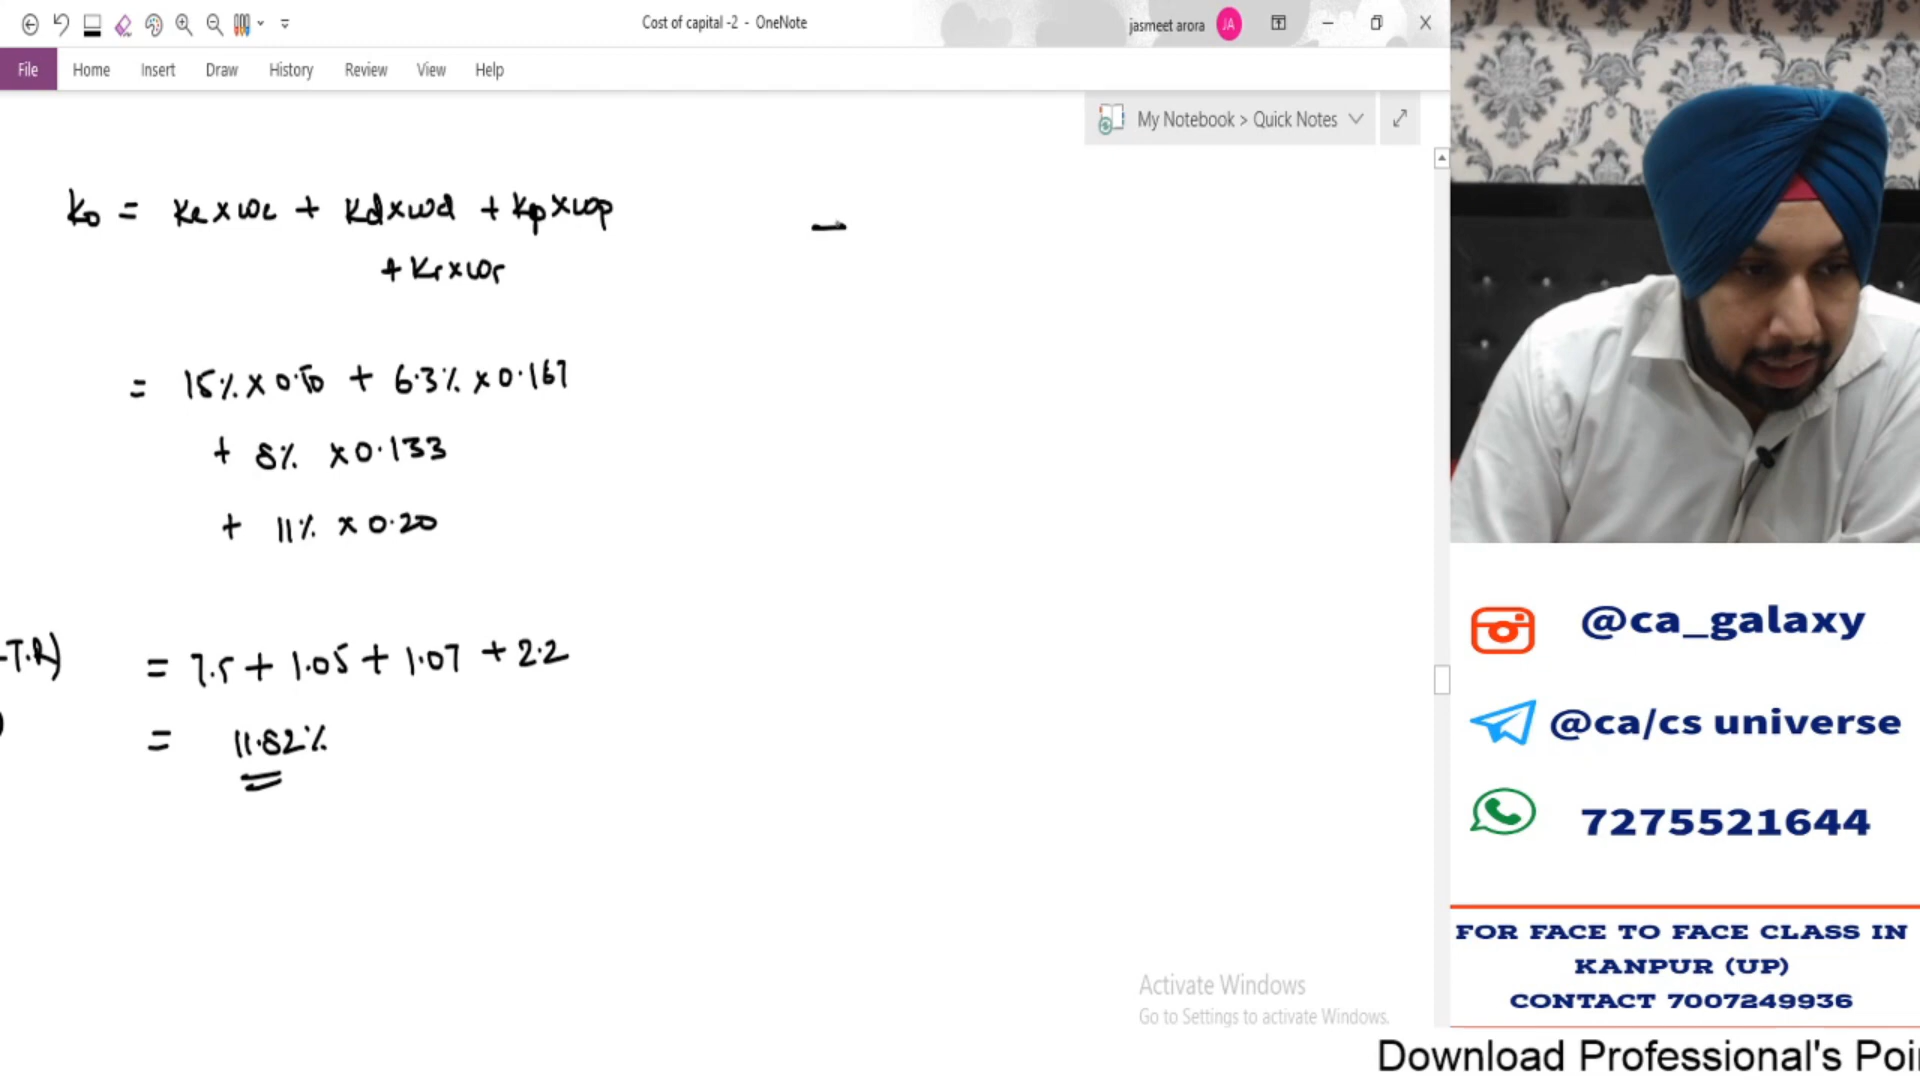 Cost of capital -2 - OneNote
jasmeet arora JA
File Home Insert Draw History Review View Help
My Notebook > Quick Notes
Ko = Ke x we + Kd x wd + Kp x wp
+ Kr x wr
= 15% x 0.50 + 6.3% x 0.167
+ 8% x 0.133
+ 11% x 0.20
-T.R)
= 7.5 + 1.05 + 1.07 + 2.2
)
= 11.82%
@ca_galaxy
@ca/cs universe
7275521644
FOR FACE TO FACE CLASS IN
KANPUR (UP)
CONTACT 7007249936
Activate Windows
Go to Settings to activate Windows.
Download Professional's Poi